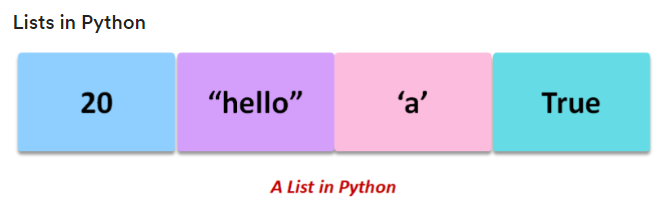 Lists in Python
20 “hello” ‘a’ True
A List in Python